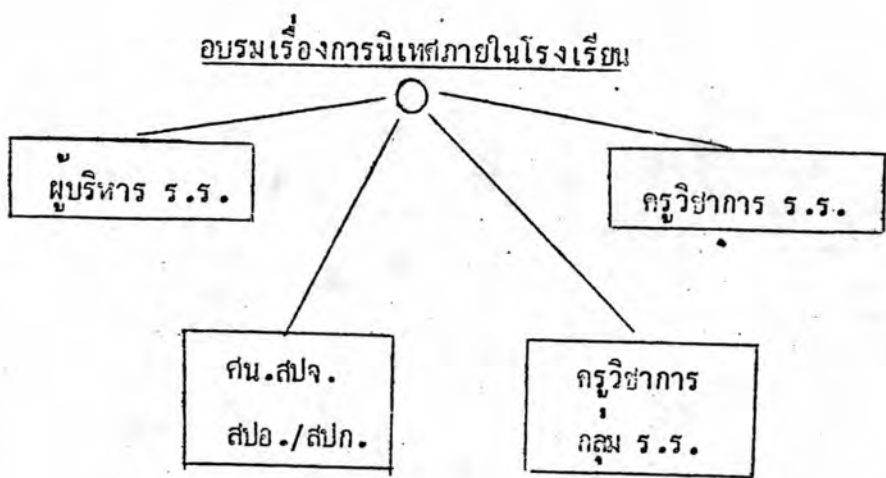 อบรมเรื่องการนิเทศภายในโรงเรียน
ผู้บริหาร ร.ร.
ครูวิชาการ ร.ร.
ศน.สปจ.
สปอ./สปก.
ครูวิชาการ
กลุ่ม ร.ร.